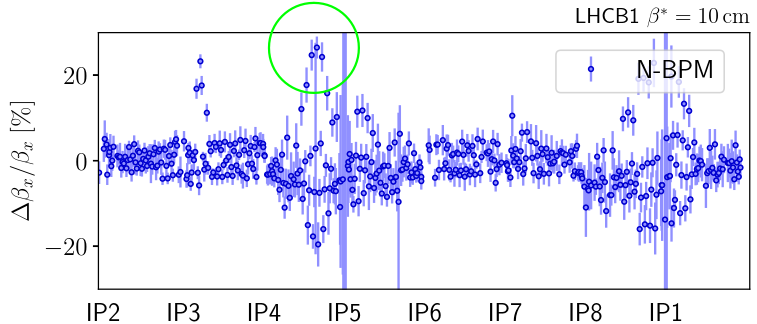 LHCB1 β* = 10 cm
N-BPM
Δβₓ/βₓ [%]
20
0
−20
IP2 IP3 IP4 IP5 IP6 IP7 IP8 IP1